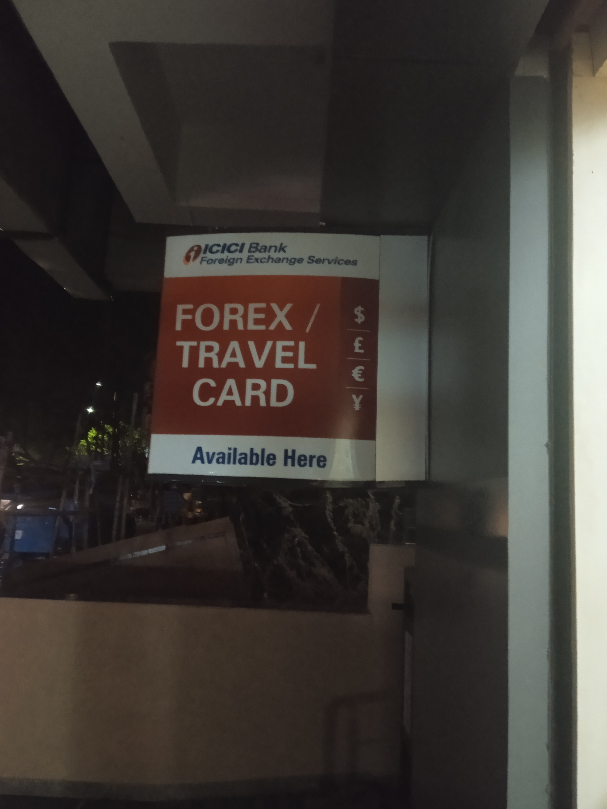 ICICI Bank
Foreign Exchange Services
FOREX /
TRAVEL
CARD
$
£
€
¥
Available Here